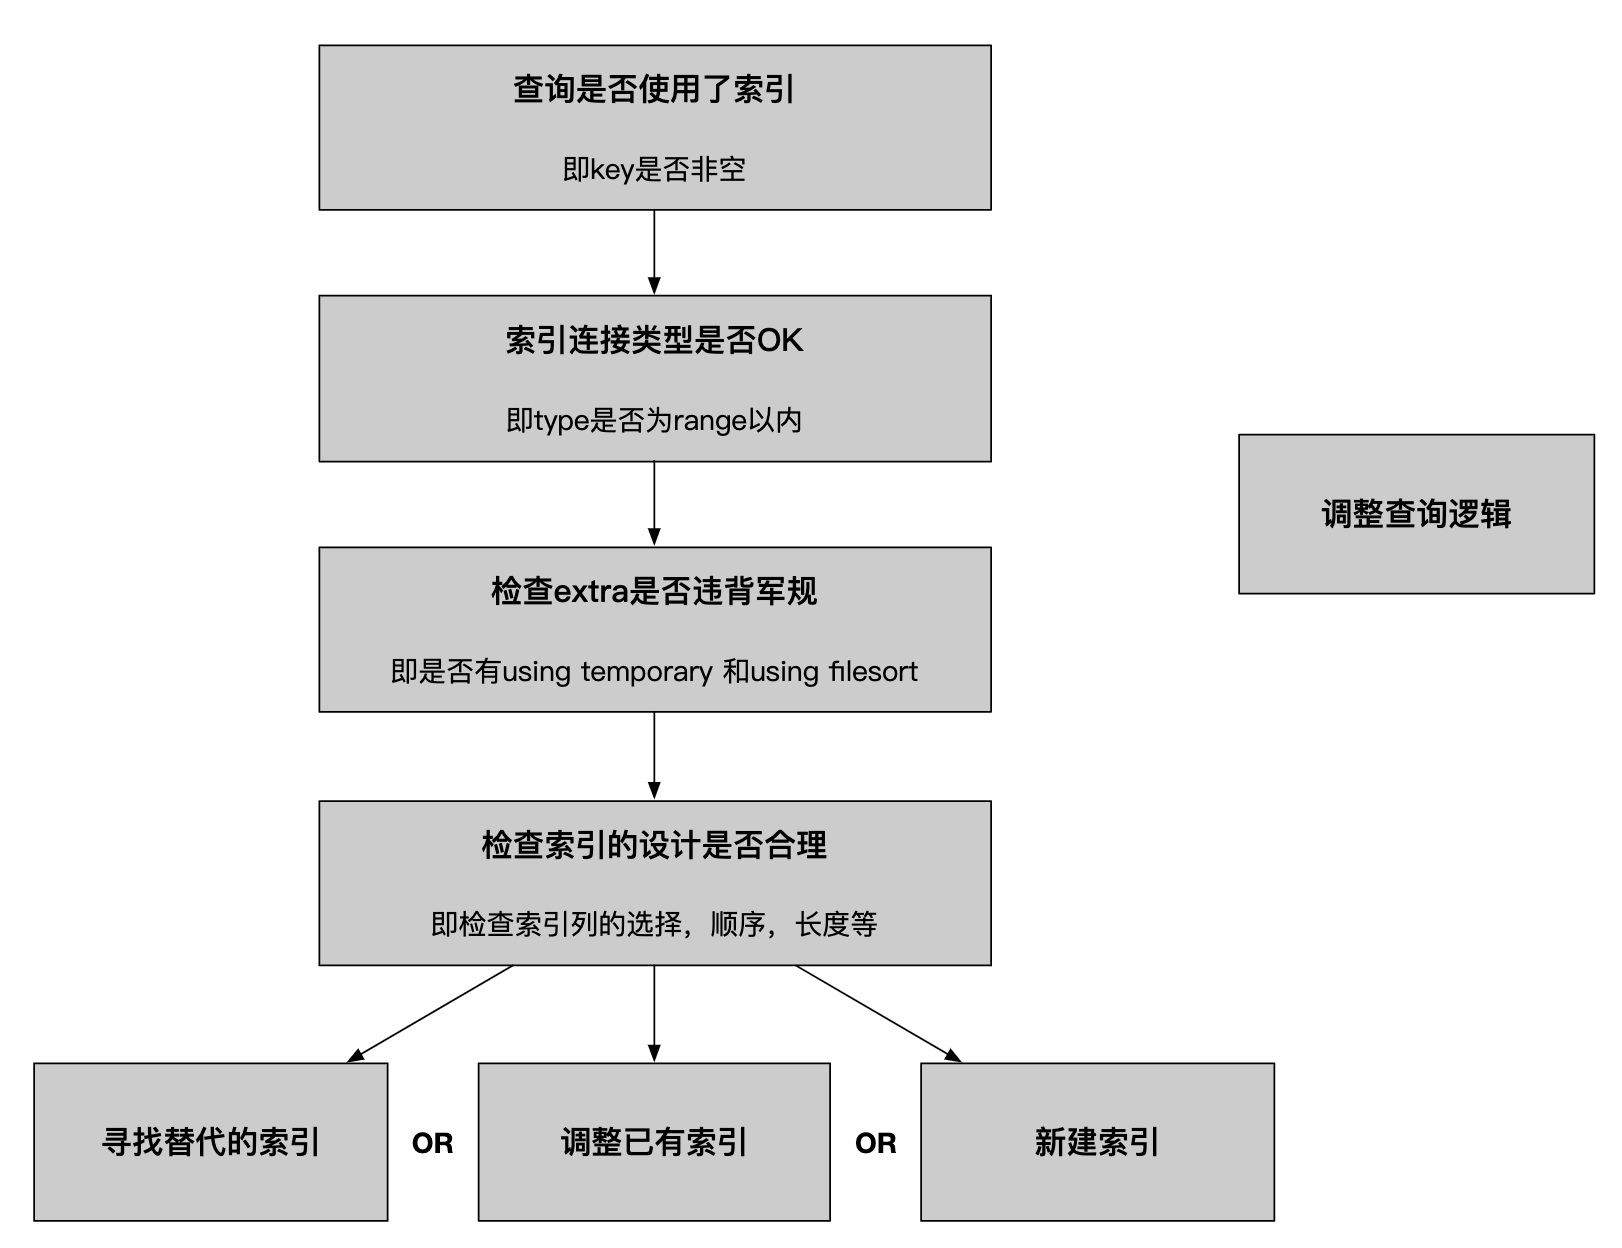 查询是否使用了索引
即key是否非空
索引连接类型是否OK
即type是否为range以内
调整查询逻辑
检查extra是否违背军规
即是否有using temporary 和using filesort
检查索引的设计是否合理
即检查索引列的选择，顺序，长度等
寻找替代的索引
OR
调整已有索引
OR
新建索引